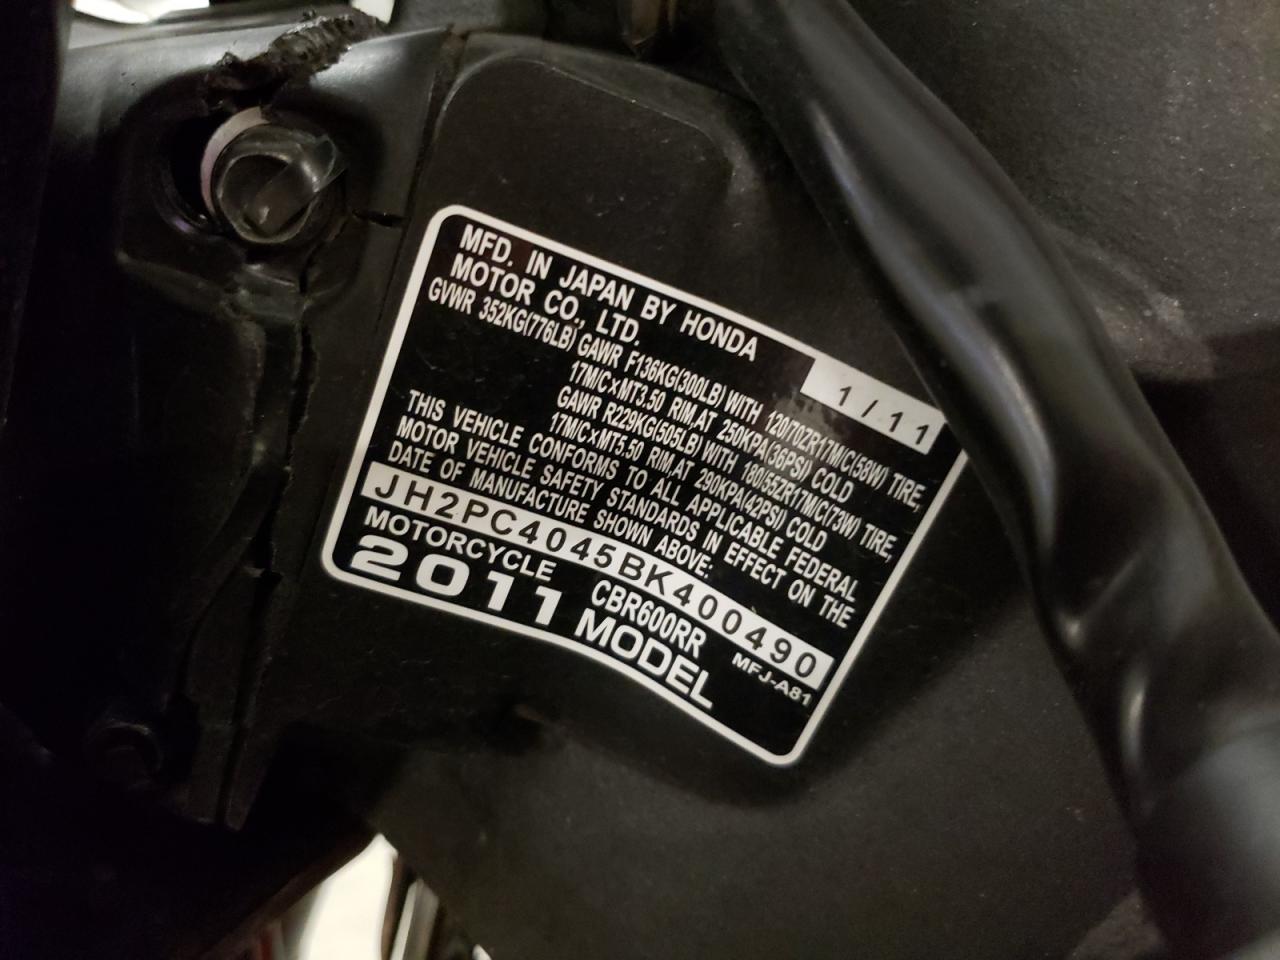 MFD. IN JAPAN BY HONDA
MOTOR CO., LTD.
1/11
GVWR 352KG(776LB) GAWR F136KG(300LB) WITH 120/70ZR17M/C(58W) TIRE,
17M/C×MT3.50 RIM, AT 250KPA(36PSI) COLD
GAWR R229KG(505LB) WITH 180/55ZR17M/C(73W) TIRE,
17M/C×MT5.50 RIM, AT 290KPA(42PSI) COLD
THIS VEHICLE CONFORMS TO ALL APPLICABLE FEDERAL
MOTOR VEHICLE SAFETY STANDARDS IN EFFECT ON THE
DATE OF MANUFACTURE SHOWN ABOVE:
JH2PC4045BK400490
MOTORCYCLE CBR600RR MFJ-A81
2011 MODEL